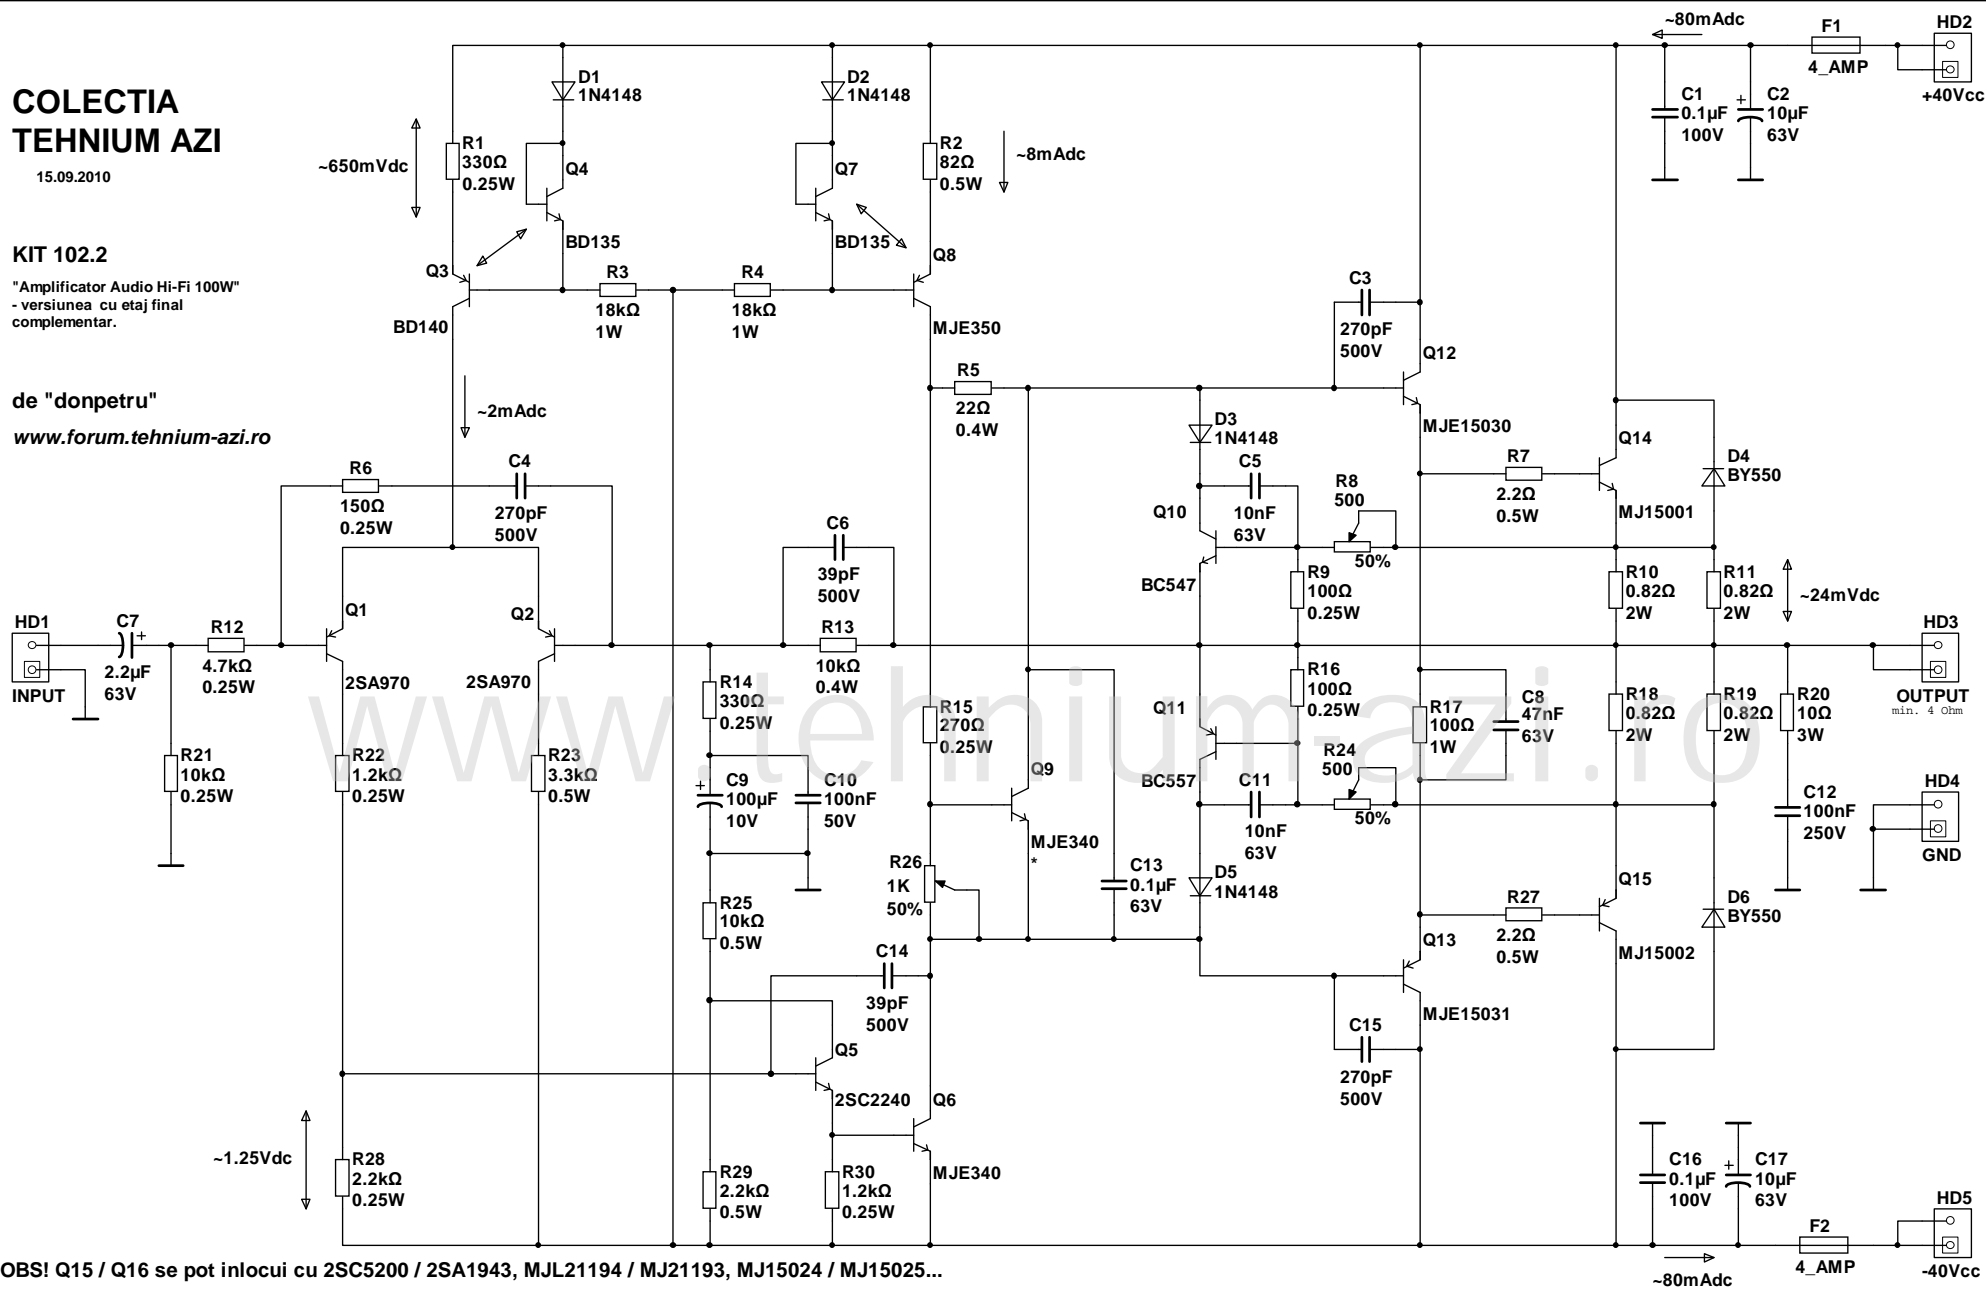 COLECTIA
TEHNIUM AZI
15.09.2010
KIT 102.2
"Amplificator Audio Hi-Fi 100W"
- versiunea cu etaj final
complementar.
de "donpetru"
www.forum.tehnium-azi.ro
~650mVdc
R1
330Ω
0.25W
D1
1N4148
Q4
BD135
Q3
BD140
R3
18kΩ
1W
R4
18kΩ
1W
D2
1N4148
Q7
BD135
R2
82Ω
0.5W
~8mAdc
Q8
MJE350
~2mAdc
R5
22Ω
0.4W
C3
270pF
500V
Q12
MJE15030
~80mAdc
F1
4_AMP
HD2
+40Vcc
C1
0.1µF
100V
+
C2
10µF
63V
R6
150Ω
0.25W
C4
270pF
500V
C6
39pF
500V
R13
10kΩ
0.4W
D3
1N4148
C5
10nF
63V
Q10
BC547
R8
500
50%
R9
100Ω
0.25W
R7
2.2Ω
0.5W
Q14
MJ15001
D4
BY550
R10
0.82Ω
2W
R11
0.82Ω
2W
~24mVdc
HD1
INPUT
C7
+
2.2µF
63V
R12
4.7kΩ
0.25W
Q1
2SA970
Q2
2SA970
HD3
OUTPUT
min. 4 Ohm
www.tehnium-azi.ro
R21
10kΩ
0.25W
R22
1.2kΩ
0.25W
R23
3.3kΩ
0.5W
R14
330Ω
0.25W
+
C9
100µF
10V
C10
100nF
50V
R15
270Ω
0.25W
Q9
MJE340
*
R26
1K
50%
C13
0.1µF
63V
Q11
BC557
R16
100Ω
0.25W
C11
10nF
63V
R24
500
50%
D5
1N4148
R17
100Ω
1W
C8
47nF
63V
R18
0.82Ω
2W
R19
0.82Ω
2W
R20
10Ω
3W
C12
100nF
250V
HD4
GND
R25
10kΩ
0.5W
C14
39pF
500V
R27
2.2Ω
0.5W
Q15
MJ15002
D6
BY550
Q13
MJE15031
C15
270pF
500V
Q5
2SC2240
Q6
MJE340
~1.25Vdc
R28
2.2kΩ
0.25W
R29
2.2kΩ
0.5W
R30
1.2kΩ
0.25W
C16
0.1µF
100V
+
C17
10µF
63V
~80mAdc
F2
4_AMP
HD5
-40Vcc
OBS! Q15 / Q16 se pot inlocui cu 2SC5200 / 2SA1943, MJL21194 / MJ21193, MJ15024 / MJ15025...